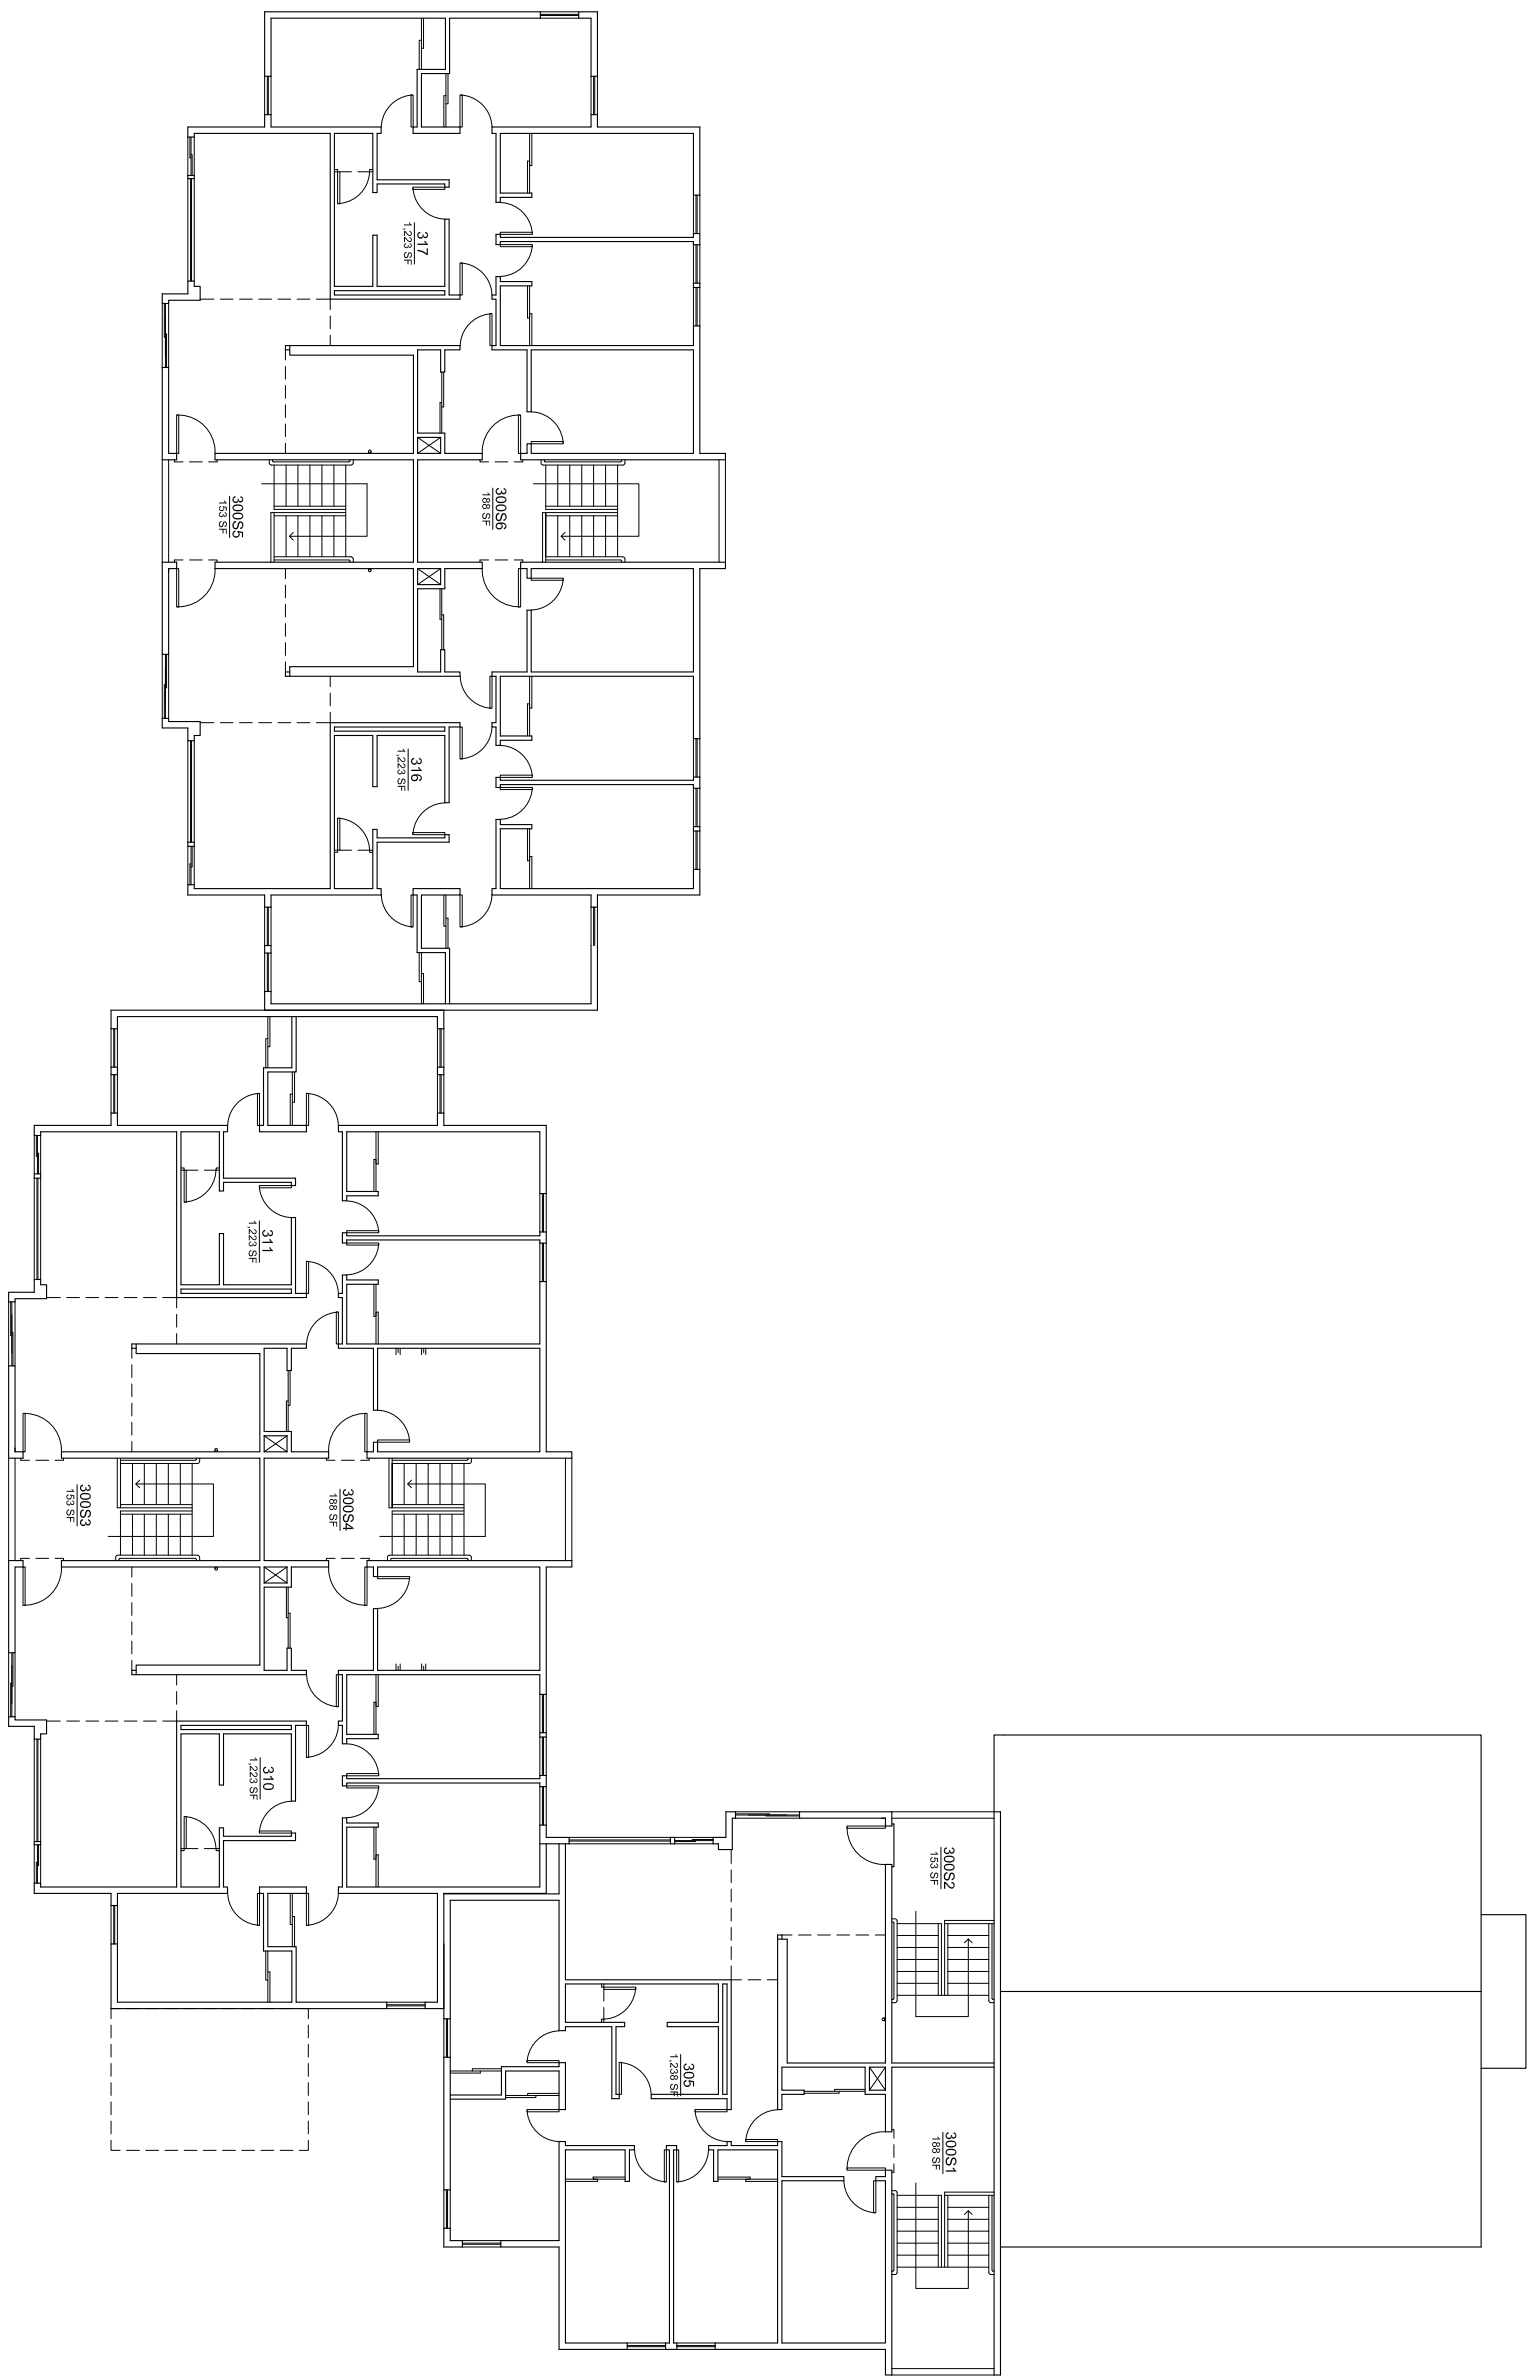 317
1,223 SF
300S5
153 SF
300S6
188 SF
316
1,223 SF
311
1,223 SF
300S3
153 SF
300S4
188 SF
310
1,223 SF
300S2
153 SF
305
1,238 SF
300S1
188 SF